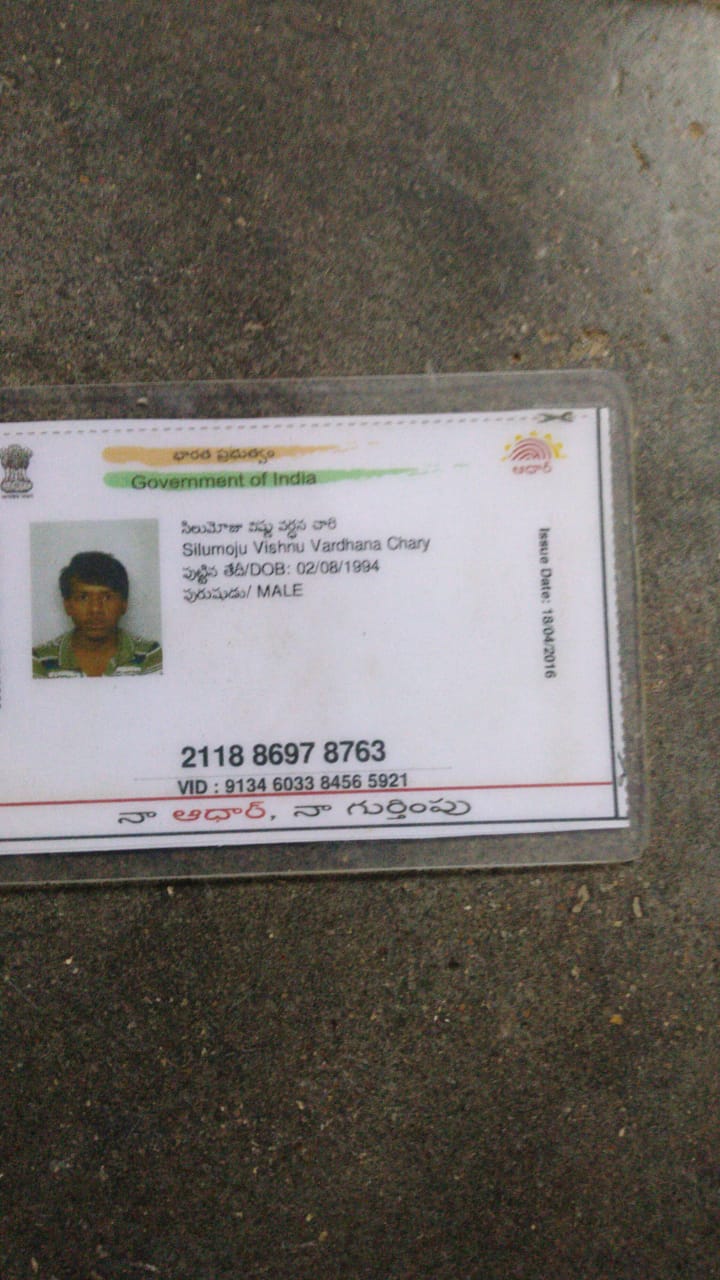 భారత ప్రభుత్వం
Government of India
ఆధార్
సిలుమోజు విష్ణు వర్ధన చారి
Silumoju Vishnu Vardhana Chary
పుట్టిన తేదీ/DOB: 02/08/1994
పురుషుడు/ MALE
Issue Date: 18/04/2016
2118 8697 8763
VID : 9134 6033 8456 5921
నా ఆధార్, నా గుర్తింపు